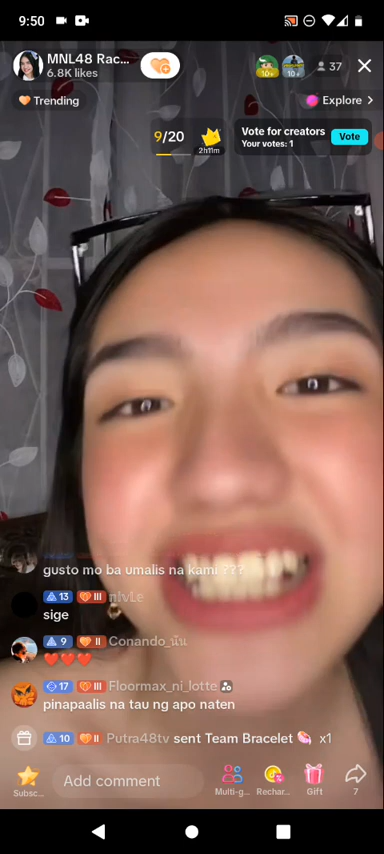 9:50
MNL48 Rac...
6.8K likes
10+
10+
37
Trending
Explore
9/20
2h11m
Vote for creators
Your votes: 1
Vote
gusto mo ba umalis na kami ???
13 III
sige
9 II Conando_นัน
❤️❤️❤️
17 III Floormax_ni_lotte
pinapaalis na tau ng apo naten
10 II Putra48tv sent Team Bracelet x1
Subsc...
Add comment
Multi-g...
Rechar...
Gift
7